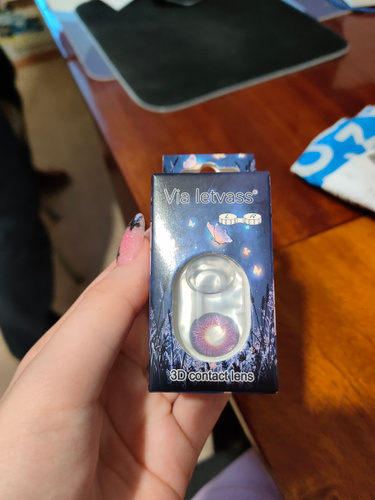 Via letvass®
3D contact lens